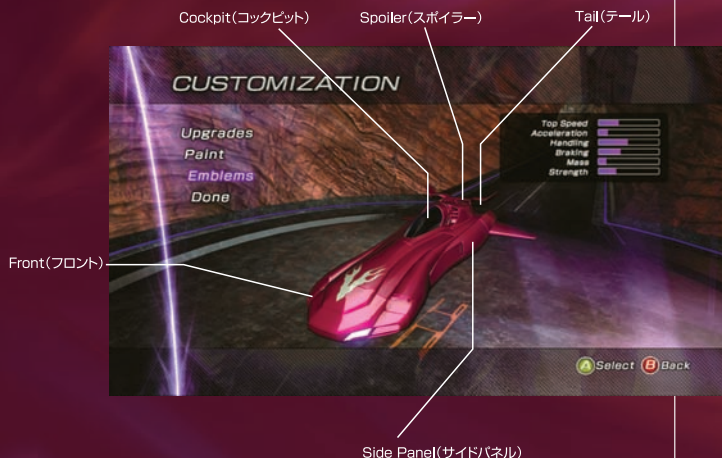 Cockpit(コックピット)
Spoiler(スポイラー)
Tail(テール)
CUSTOMIZATION
Upgrades
Paint
Emblems
Done
Top Speed
Acceleration
Handling
Braking
Mass
Strength
Front(フロント)
A Select B Back
Side Panel(サイドパネル)